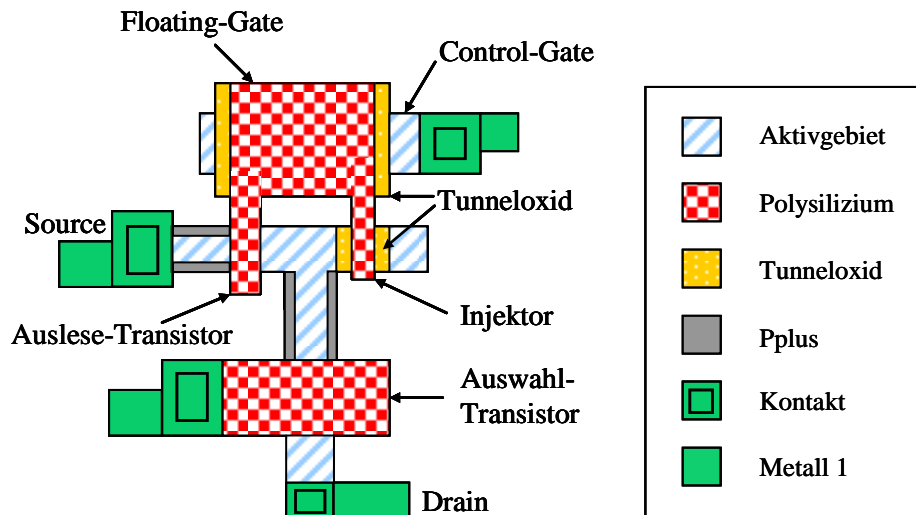 Floating-Gate
Control-Gate
Source
Tunneloxid
Auslese-Transistor
Injektor
Auswahl-
Transistor
Drain
Aktivgebiet
Polysilizium
Tunneloxid
Pplus
Kontakt
Metall 1